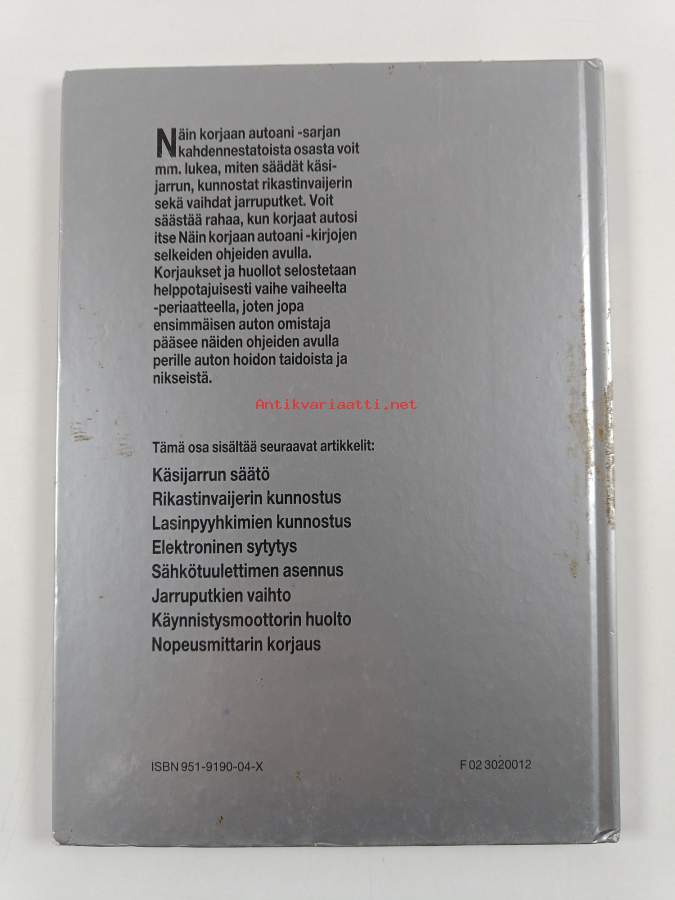 Näin korjaan autoani -sarjan
kahdennestatoista osasta voit
mm. lukea, miten säädät käsi-
jarrun, kunnostat rikastinvaijerin
sekä vaihdat jarruputket. Voit
säästää rahaa, kun korjaat autosi
itse Näin korjaan autoani -kirjojen
selkeiden ohjeiden avulla.
Korjaukset ja huollot selostetaan
helppotajuisesti vaihe vaiheelta
-periaatteella, joten jopa
ensimmäisen auton omistaja
pääsee näiden ohjeiden avulla
perille auton hoidon taidoista ja
nikseistä.
Antikvariaatti.net
Tämä osa sisältää seuraavat artikkelit:
Käsijarrun säätö
Rikastinvaijerin kunnostus
Lasinpyyhkimien kunnostus
Elektroninen sytytys
Sähkötuulettimen asennus
Jarruputkien vaihto
Käynnistysmoottorin huolto
Nopeusmittarin korjaus
ISBN 951-9190-04-X
F 02 3020012